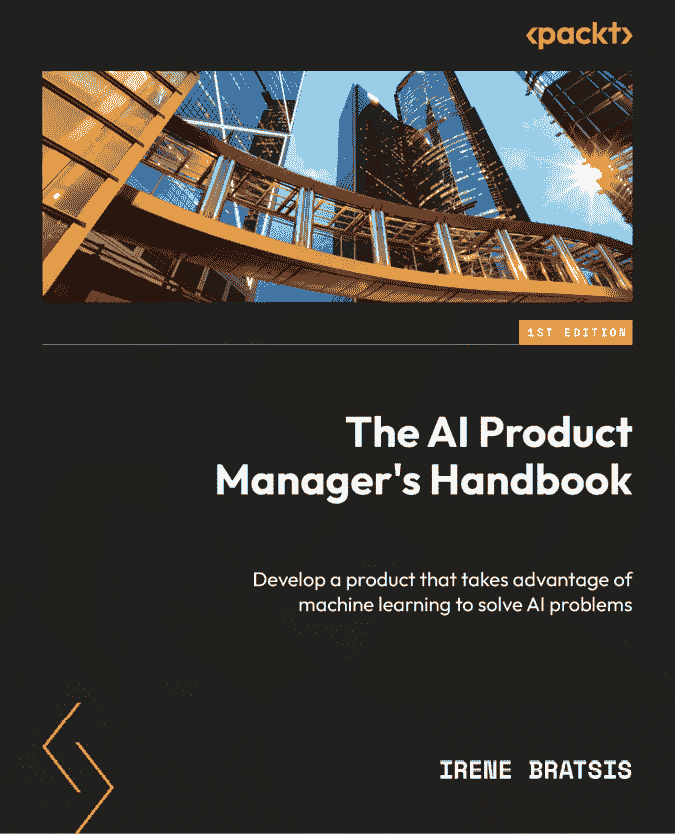 <packt>
1ST EDITION
The AI Product
Manager's Handbook
Develop a product that takes advantage of
machine learning to solve AI problems
IRENE BRATSIS